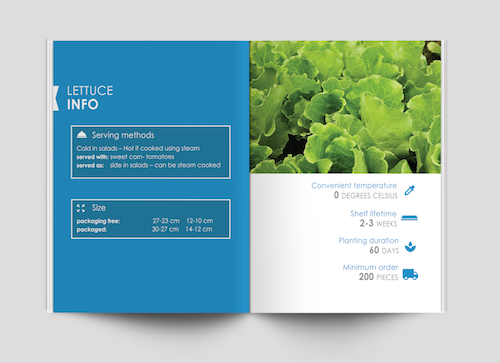 LETTUCE
INFO
Serving methods
Cold in salads – Hot if cooked using steam
served with: sweet corn- tomatoes
served as: side in salads – can be steam cooked
Size
packaging free: 27-23 cm 12-10 cm
packaged: 30-27 cm 14-12 cm
Convenient temperature
0 DEGREES CELSIUS
Shelf lifetime
2-3 WEEKS
Planting duration
60 DAYS
Minimum order
200 PIECES